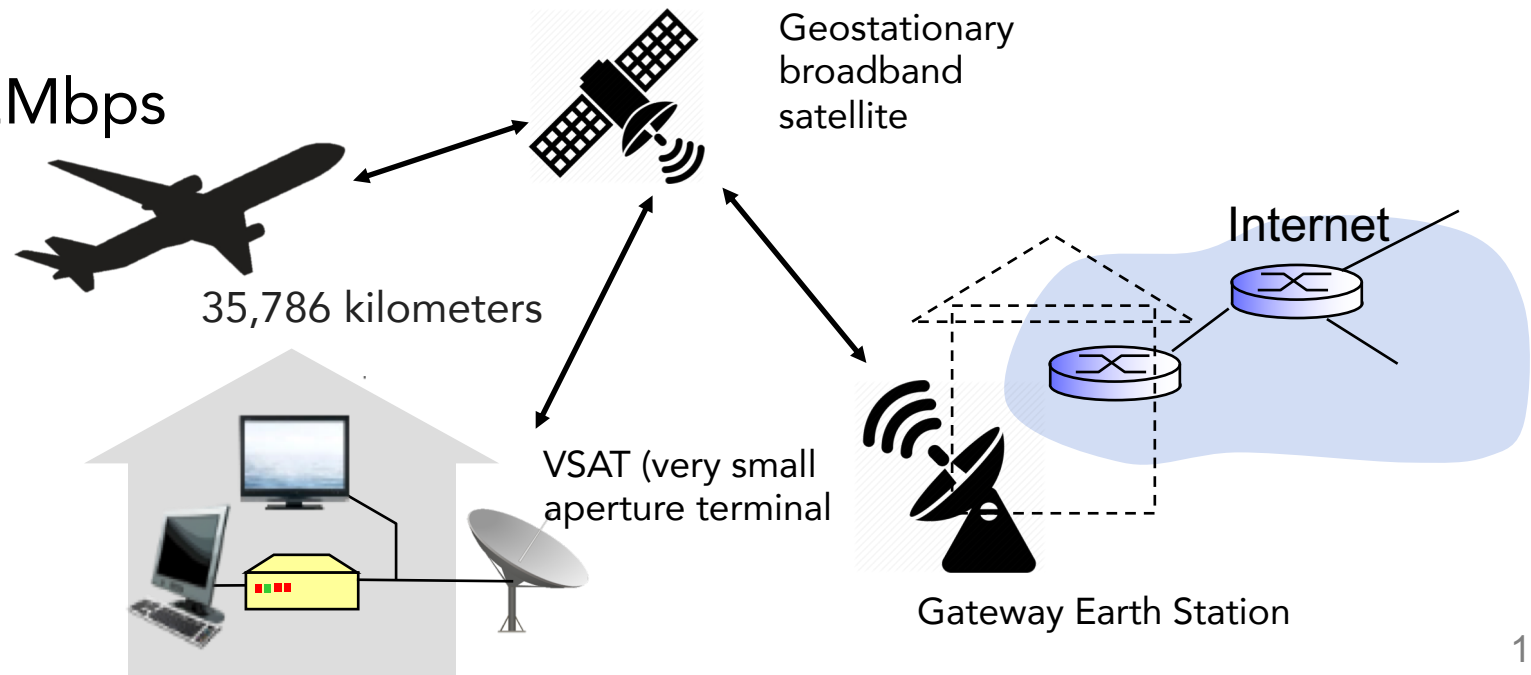 Mbps
Geostationary
broadband
satellite
Internet
35,786 kilometers
VSAT (very small
aperture terminal
Gateway Earth Station
1